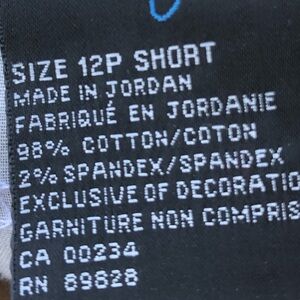 SIZE 12P SHORT
MADE IN JORDAN
FABRIQUÉ EN JORDANIE
98% COTTON/COTON
2% SPANDEX/SPANDEX
EXCLUSIVE OF DECORATIO
GARNITURE NON COMPRIS
CA 00234
RN 89828